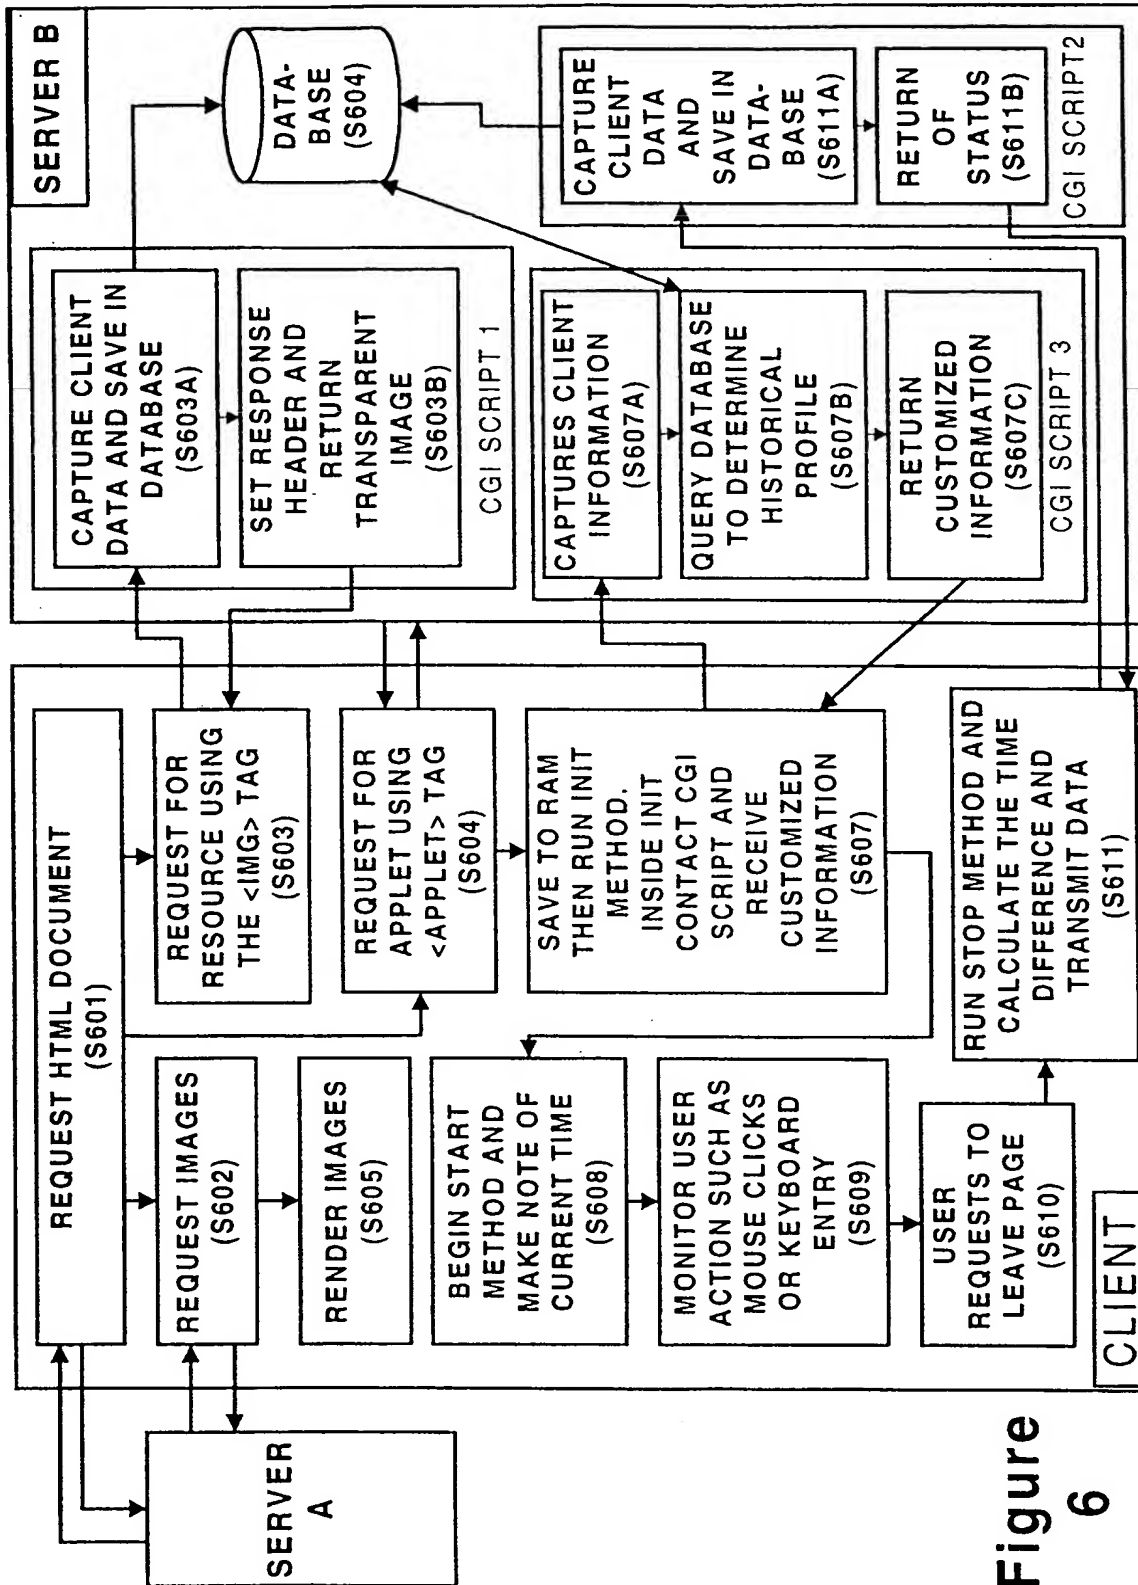 SERVER
A
REQUEST HTML DOCUMENT
(S601)
REQUEST IMAGES
(S602)
RENDER IMAGES
(S605)
REQUEST FOR
RESOURCE USING
THE <IMG> TAG
(S603)
REQUEST FOR
APPLET USING
<APPLET> TAG
(S604)
SAVE TO RAM
THEN RUN INIT
METHOD.
INSIDE INIT
CONTACT CGI
SCRIPT AND
RECEIVE
CUSTOMIZED
INFORMATION
(S607)
BEGIN START
METHOD AND
MAKE NOTE OF
CURRENT TIME
(S608)
MONITOR USER
ACTION SUCH AS
MOUSE CLICKS
OR KEYBOARD
ENTRY
(S609)
USER
REQUESTS TO
LEAVE PAGE
(S610)
RUN STOP METHOD AND
CALCULATE THE TIME
DIFFERENCE AND
TRANSMIT DATA
(S611)
CLIENT
SERVER B
CAPTURE CLIENT
DATA AND SAVE IN
DATABASE
(S603A)
SET RESPONSE
HEADER AND
RETURN
TRANSPARENT
IMAGE
(S603B)
CGI SCRIPT 1
DATA-
BASE
(S604)
CAPTURES CLIENT
INFORMATION
(S607A)
QUERY DATABASE
TO DETERMINE
HISTORICAL
PROFILE
(S607B)
RETURN
CUSTOMIZED
INFORMATION
(S607C)
CGI SCRIPT 3
CAPTURE
CLIENT
DATA
AND
SAVE IN
DATA-
BASE
(S611A)
RETURN
OF
STATUS
(S611B)
CGI SCRIPT2
Figure
6